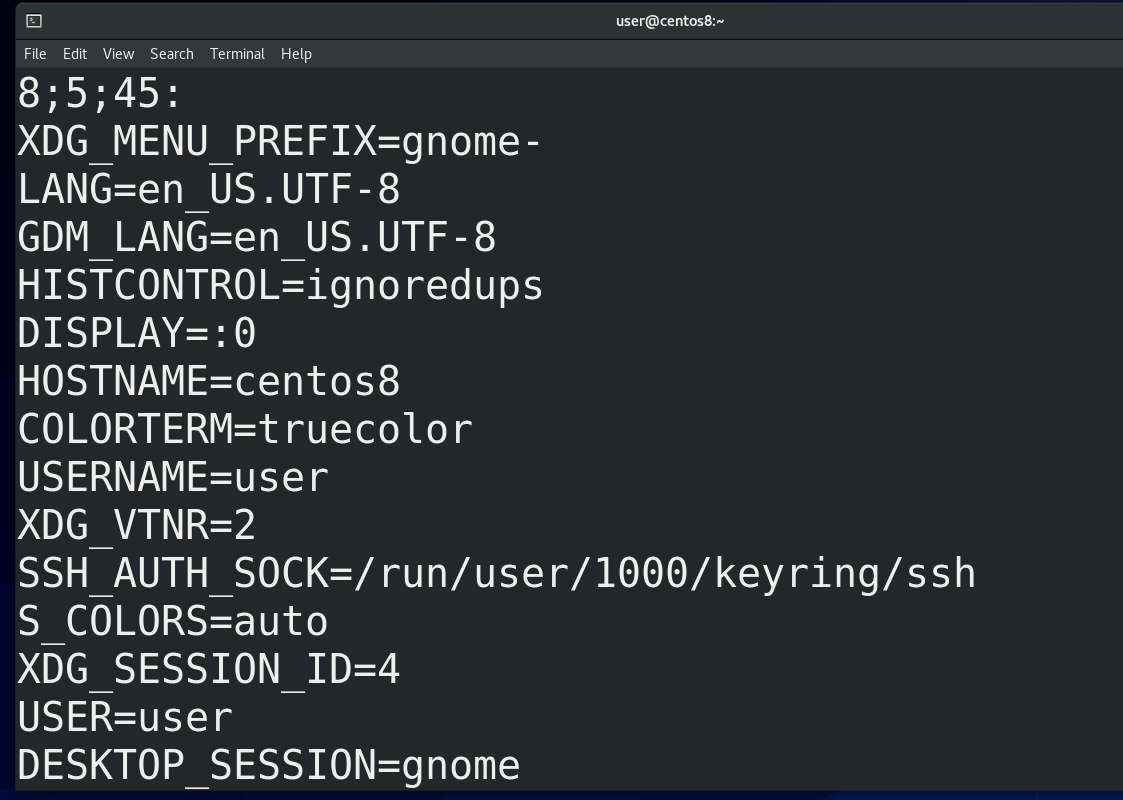 user@centos8:~
File Edit View Search Terminal Help
8;5;45:
XDG_MENU_PREFIX=gnome-
LANG=en_US.UTF-8
GDM_LANG=en_US.UTF-8
HISTCONTROL=ignoredups
DISPLAY=:0
HOSTNAME=centos8
COLORTERM=truecolor
USERNAME=user
XDG_VTNR=2
SSH_AUTH_SOCK=/run/user/1000/keyring/ssh
S_COLORS=auto
XDG_SESSION_ID=4
USER=user
DESKTOP_SESSION=gnome